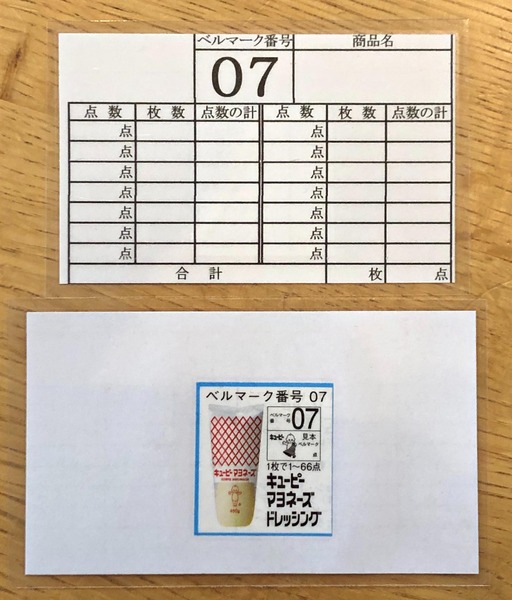 ベルマーク番号 商品名
07
点数 枚数 点数の計 点数 枚数 点数の計
点 点
点 点
点 点
点 点
点 点
点 点
点 点
合計 枚 点
ベルマーク番号 07
ベルマーク
番号 07
キユーピー 見本
ベルマーク
点
1枚で1~66点
キユーピー
マヨネーズ
ドレッシング
キユーピー マヨネーズ